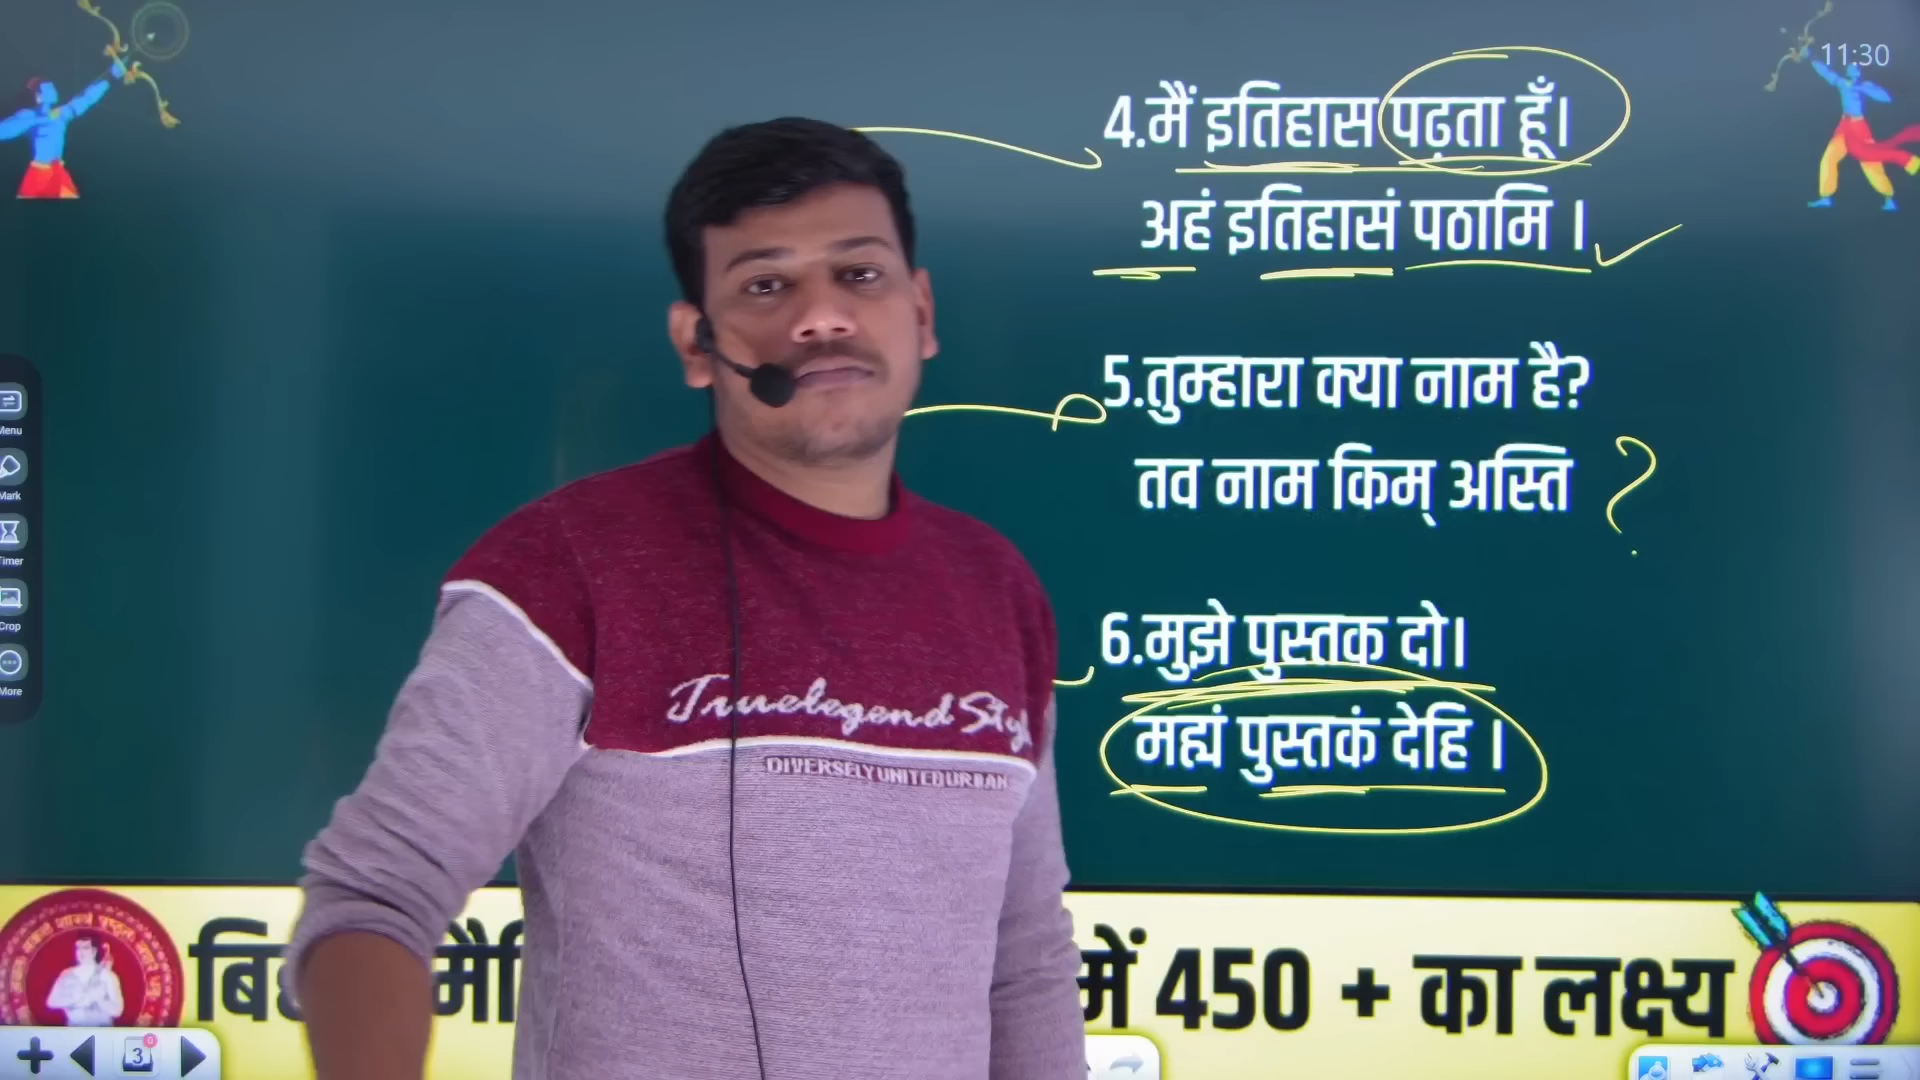 11:30
4.मैं इतिहास पढ़ता हूँ।
अहं इतिहासं पठामि ।
5.तुम्हारा क्या नाम है?
तव नाम किम् अस्ति ?
6.मुझे पुस्तक दो।
मह्यं पुस्तकं देहि ।
Menu
Mark
Timer
Crop
More
Truelegend Style
DIVERSELY UNITED URBAN
में 450 + का लक्ष्य
3
0